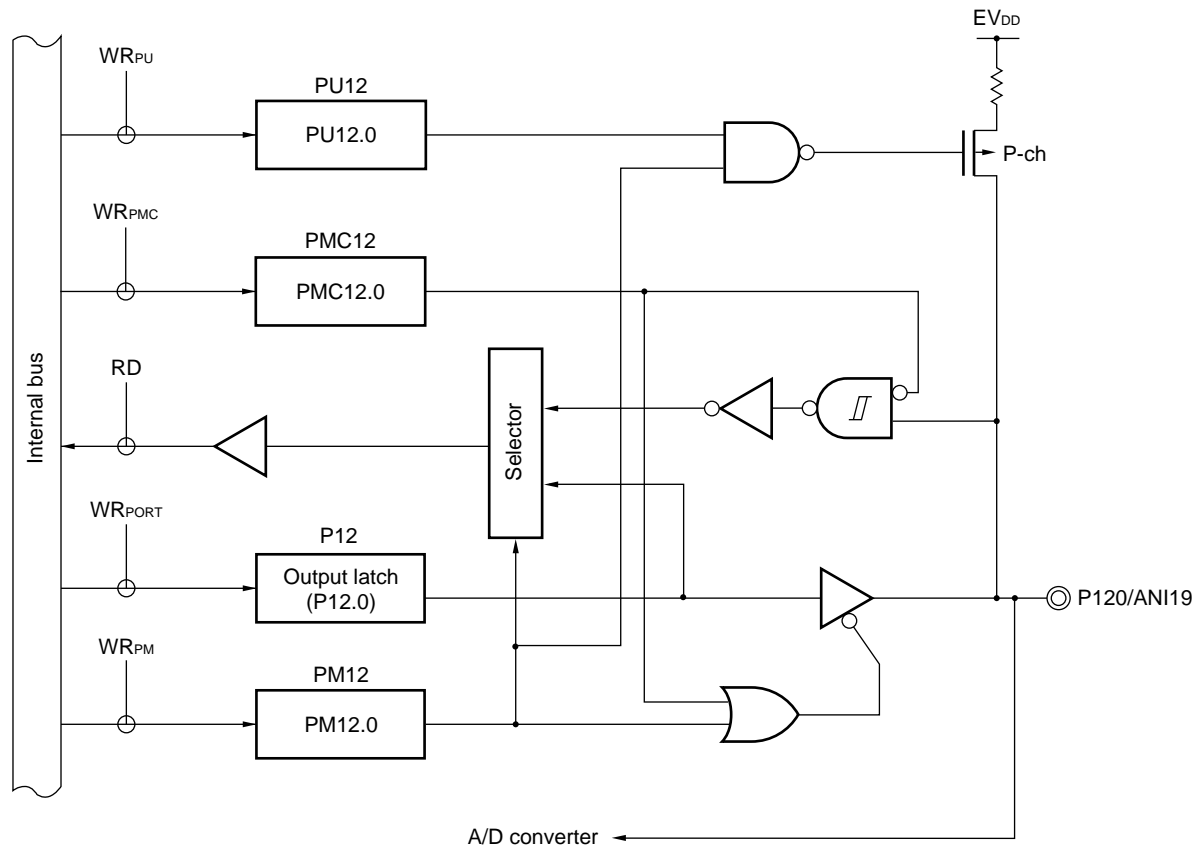 EVDD
WRPU
PU12
PU12.0
P-ch
WRPMC
PMC12
PMC12.0
RD
Internal bus
Selector
WRPORT
P12
Output latch
(P12.0)
P120/ANI19
WRPM
PM12
PM12.0
A/D converter